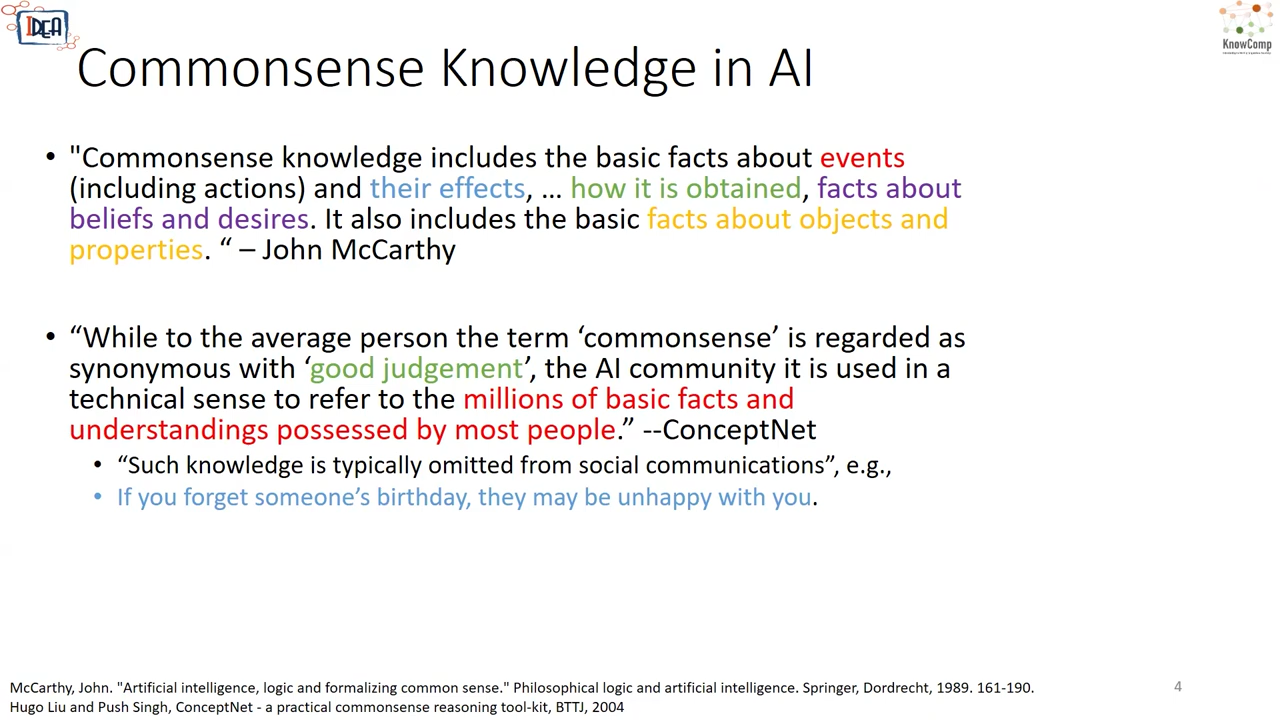 IDEA
KnowComp
Commonsense Knowledge in AI
• "Commonsense knowledge includes the basic facts about events
(including actions) and their effects, … how it is obtained, facts about
beliefs and desires. It also includes the basic facts about objects and
properties. “ – John McCarthy
• “While to the average person the term ‘commonsense’ is regarded as
synonymous with ‘good judgement’, the AI community it is used in a
technical sense to refer to the millions of basic facts and
understandings possessed by most people.” --ConceptNet
• “Such knowledge is typically omitted from social communications”, e.g.,
• If you forget someone’s birthday, they may be unhappy with you.
McCarthy, John. "Artificial intelligence, logic and formalizing common sense." Philosophical logic and artificial intelligence. Springer, Dordrecht, 1989. 161-190.
Hugo Liu and Push Singh, ConceptNet - a practical commonsense reasoning tool-kit, BTTJ, 2004
4